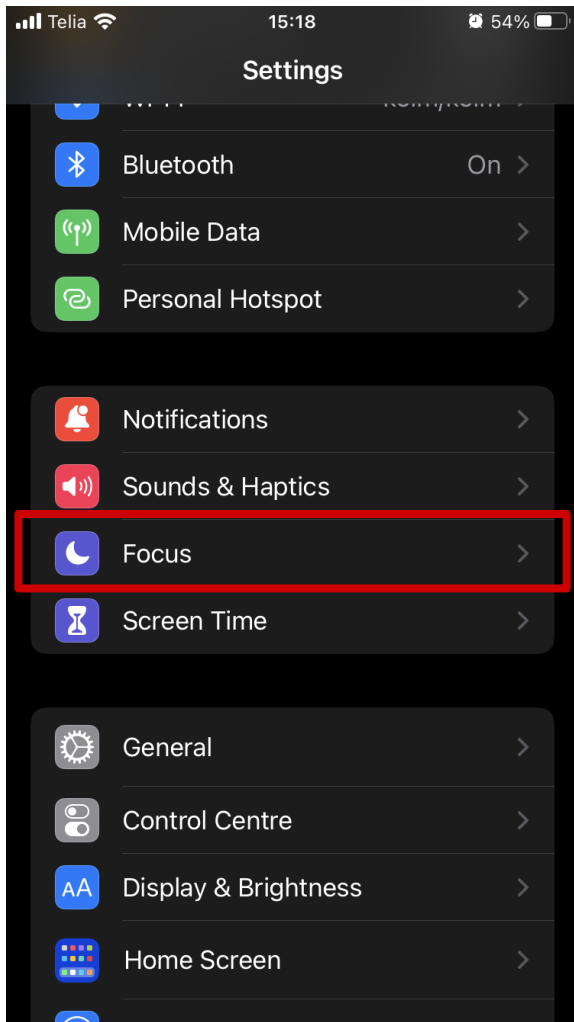 Telia 15:18 54%
Settings
Bluetooth On
Mobile Data
Personal Hotspot
Notifications
Sounds & Haptics
Focus
Screen Time
General
Control Centre
AA Display & Brightness
Home Screen